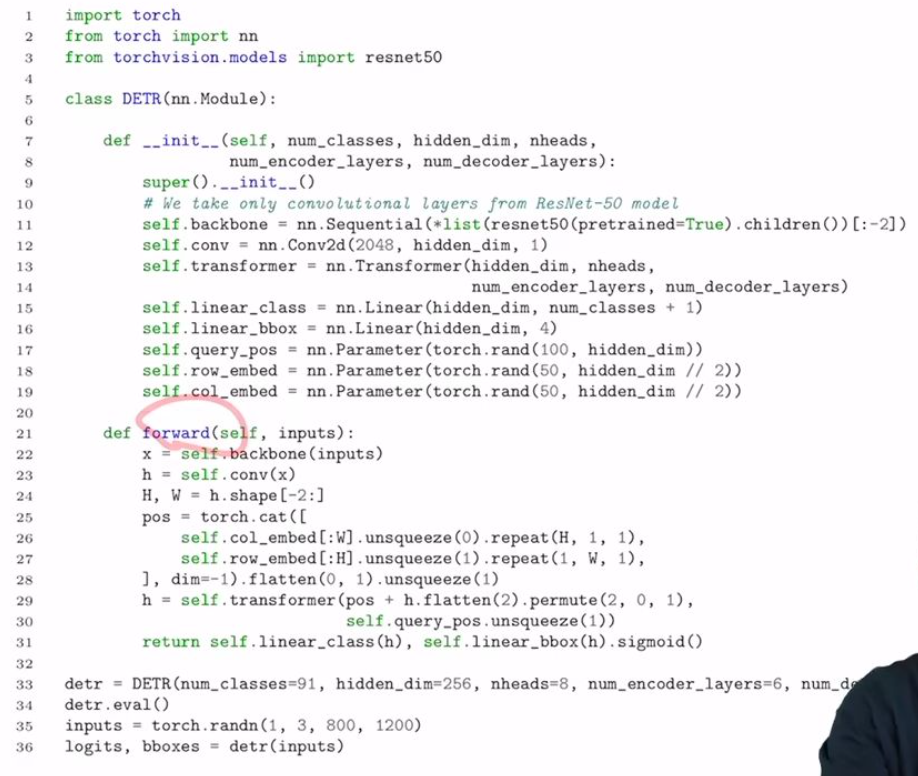 1 import torch
2 from torch import nn
3 from torchvision.models import resnet50
4
5 class DETR(nn.Module):
6
7     def __init__(self, num_classes, hidden_dim, nheads,
8                  num_encoder_layers, num_decoder_layers):
9         super().__init__()
10         # We take only convolutional layers from ResNet-50 model
11         self.backbone = nn.Sequential(*list(resnet50(pretrained=True).children())[:-2])
12         self.conv = nn.Conv2d(2048, hidden_dim, 1)
13         self.transformer = nn.Transformer(hidden_dim, nheads,
14                                           num_encoder_layers, num_decoder_layers)
15         self.linear_class = nn.Linear(hidden_dim, num_classes + 1)
16         self.linear_bbox = nn.Linear(hidden_dim, 4)
17         self.query_pos = nn.Parameter(torch.rand(100, hidden_dim))
18         self.row_embed = nn.Parameter(torch.rand(50, hidden_dim // 2))
19         self.col_embed = nn.Parameter(torch.rand(50, hidden_dim // 2))
20
21     def forward(self, inputs):
22         x = self.backbone(inputs)
23         h = self.conv(x)
24         H, W = h.shape[-2:]
25         pos = torch.cat([
26             self.col_embed[:W].unsqueeze(0).repeat(H, 1, 1),
27             self.row_embed[:H].unsqueeze(1).repeat(1, W, 1),
28         ], dim=-1).flatten(0, 1).unsqueeze(1)
29         h = self.transformer(pos + h.flatten(2).permute(2, 0, 1),
30                              self.query_pos.unsqueeze(1))
31         return self.linear_class(h), self.linear_bbox(h).sigmoid()
32
33 detr = DETR(num_classes=91, hidden_dim=256, nheads=8, num_encoder_layers=6,
34 detr.eval()
35 inputs = torch.randn(1, 3, 800, 1200)
36 logits, bboxes = detr(inputs)